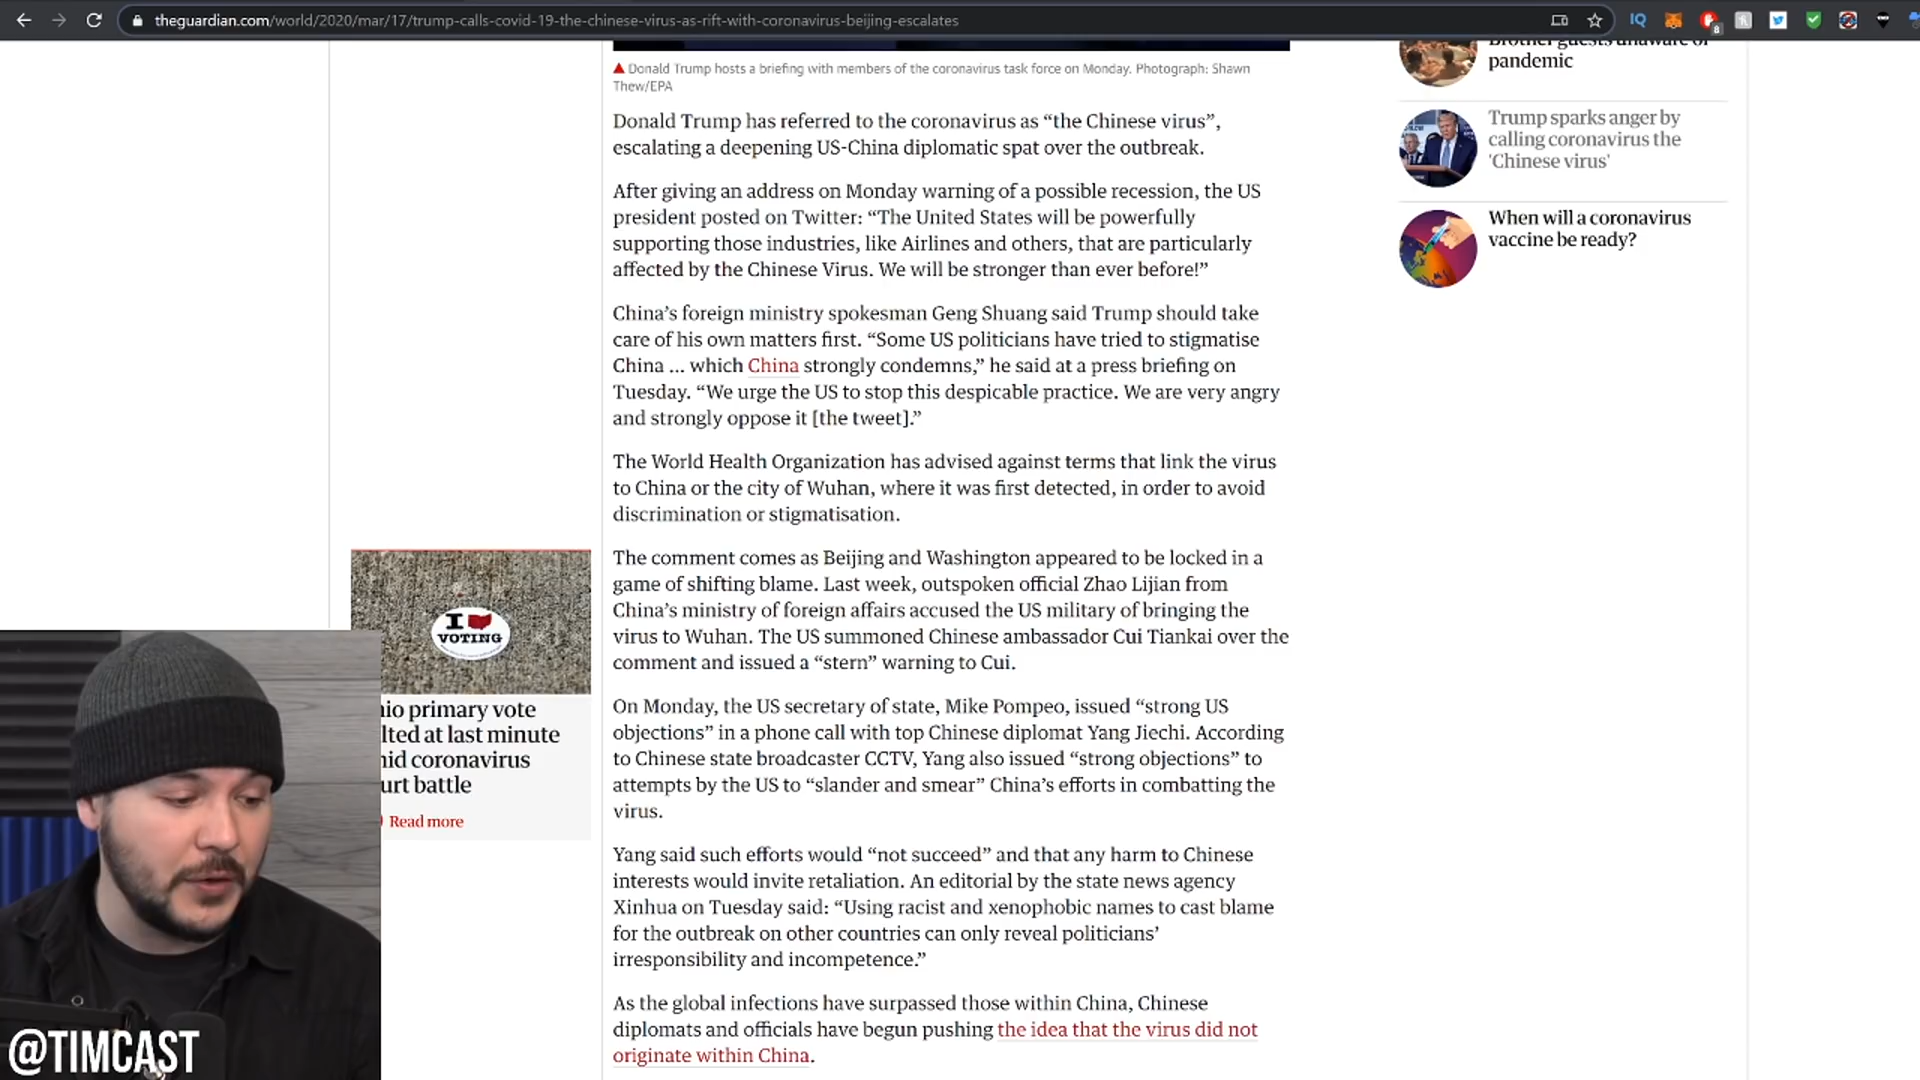 theguardian.com/world/2020/mar/17/trump-calls-covid-19-the-chinese-virus-as-rift-with-coronavirus-beijing-escalates
Donald Trump hosts a briefing with members of the coronavirus task force on Monday. Photograph: Shawn
Thew/EPA
Donald Trump has referred to the coronavirus as “the Chinese virus”,
escalating a deepening US-China diplomatic spat over the outbreak.
After giving an address on Monday warning of a possible recession, the US
president posted on Twitter: “The United States will be powerfully
supporting those industries, like Airlines and others, that are particularly
affected by the Chinese Virus. We will be stronger than ever before!”
China’s foreign ministry spokesman Geng Shuang said Trump should take
care of his own matters first. “Some US politicians have tried to stigmatise
China ... which China strongly condemns,” he said at a press briefing on
Tuesday. “We urge the US to stop this despicable practice. We are very angry
and strongly oppose it [the tweet].”
The World Health Organization has advised against terms that link the virus
to China or the city of Wuhan, where it was first detected, in order to avoid
discrimination or stigmatisation.
The comment comes as Beijing and Washington appeared to be locked in a
game of shifting blame. Last week, outspoken official Zhao Lijian from
China’s ministry of foreign affairs accused the US military of bringing the
virus to Wuhan. The US summoned Chinese ambassador Cui Tiankai over the
comment and issued a “stern” warning to Cui.
On Monday, the US secretary of state, Mike Pompeo, issued “strong US
objections” in a phone call with top Chinese diplomat Yang Jiechi. According
to Chinese state broadcaster CCTV, Yang also issued “strong objections” to
attempts by the US to “slander and smear” China’s efforts in combatting the
virus.
Yang said such efforts would “not succeed” and that any harm to Chinese
interests would invite retaliation. An editorial by the state news agency
Xinhua on Tuesday said: “Using racist and xenophobic names to cast blame
for the outbreak on other countries can only reveal politicians’
irresponsibility and incompetence.”
As the global infections have surpassed those within China, Chinese
diplomats and officials have begun pushing the idea that the virus did not
originate within China.
Brother guests unaware of
pandemic
Trump sparks anger by
calling coronavirus the
'Chinese virus'
When will a coronavirus
vaccine be ready?
I
VOTING
io primary vote
lted at last minute
id coronavirus
urt battle
Read more
@TIMCAST
IQ
8